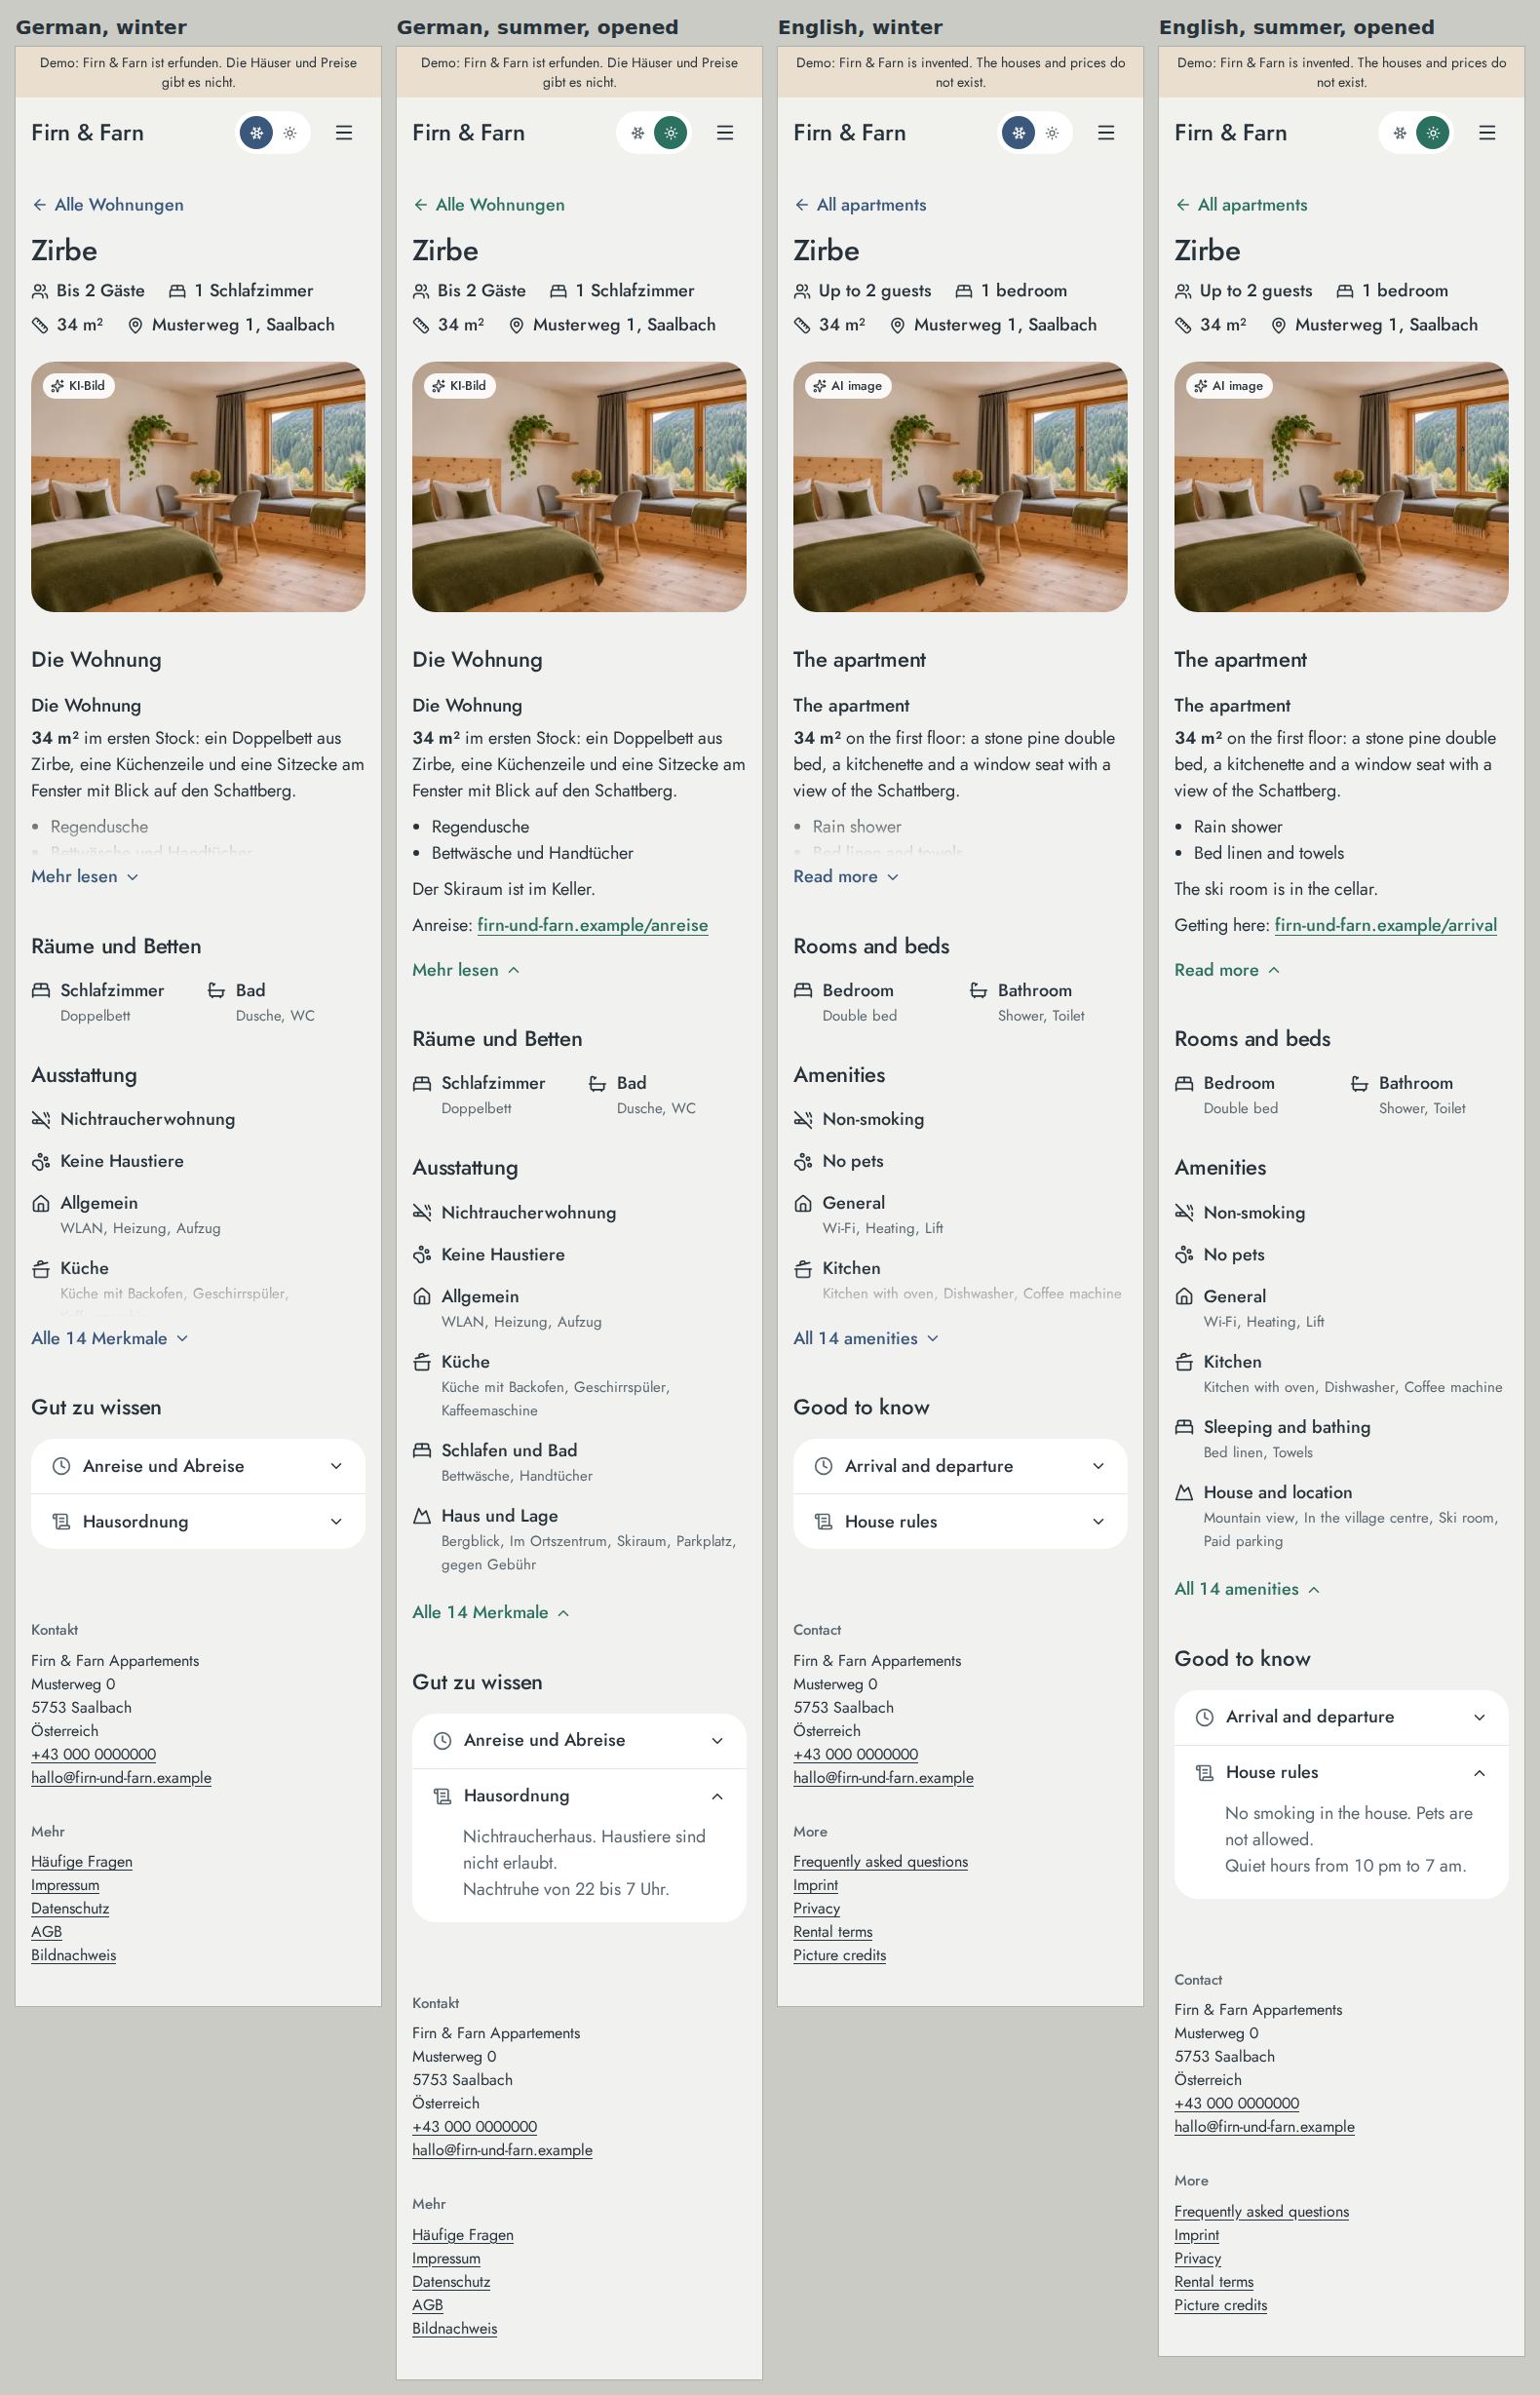 German, winter
Demo: Firn & Farn ist erfunden. Die Häuser und Preise
gibt es nicht.
Firn & Farn
Alle Wohnungen
Zirbe
Bis 2 Gäste 1 Schlafzimmer
34 m² Musterweg 1, Saalbach
KI-Bild
Die Wohnung
Die Wohnung
34 m² im ersten Stock: ein Doppelbett aus
Zirbe, eine Küchenzeile und eine Sitzecke am
Fenster mit Blick auf den Schattberg.
Regendusche
Bettwäsche und Handtücher
Mehr lesen
Räume und Betten
Schlafzimmer Bad
Doppelbett Dusche, WC
Ausstattung
Nichtraucherwohnung
Keine Haustiere
Allgemein
WLAN, Heizung, Aufzug
Küche
Küche mit Backofen, Geschirrspüler,
Alle 14 Merkmale
Gut zu wissen
Anreise und Abreise
Hausordnung
Kontakt
Firn & Farn Appartements
Musterweg 0
5753 Saalbach
Österreich
+43 000 0000000
hallo@firn-und-farn.example
Mehr
Häufige Fragen
Impressum
Datenschutz
AGB
Bildnachweis
German, summer, opened
Demo: Firn & Farn ist erfunden. Die Häuser und Preise
gibt es nicht.
Firn & Farn
Alle Wohnungen
Zirbe
Bis 2 Gäste 1 Schlafzimmer
34 m² Musterweg 1, Saalbach
KI-Bild
Die Wohnung
Die Wohnung
34 m² im ersten Stock: ein Doppelbett aus
Zirbe, eine Küchenzeile und eine Sitzecke am
Fenster mit Blick auf den Schattberg.
Regendusche
Bettwäsche und Handtücher
Der Skiraum ist im Keller.
Anreise: firn-und-farn.example/anreise
Mehr lesen
Räume und Betten
Schlafzimmer Bad
Doppelbett Dusche, WC
Ausstattung
Nichtraucherwohnung
Keine Haustiere
Allgemein
WLAN, Heizung, Aufzug
Küche
Küche mit Backofen, Geschirrspüler,
Kaffeemaschine
Schlafen und Bad
Bettwäsche, Handtücher
Haus und Lage
Bergblick, Im Ortszentrum, Skiraum, Parkplatz,
gegen Gebühr
Alle 14 Merkmale
Gut zu wissen
Anreise und Abreise
Hausordnung
Nichtraucherhaus. Haustiere sind
nicht erlaubt.
Nachtruhe von 22 bis 7 Uhr.
Kontakt
Firn & Farn Appartements
Musterweg 0
5753 Saalbach
Österreich
+43 000 0000000
hallo@firn-und-farn.example
Mehr
Häufige Fragen
Impressum
Datenschutz
AGB
Bildnachweis
English, winter
Demo: Firn & Farn is invented. The houses and prices do
not exist.
Firn & Farn
All apartments
Zirbe
Up to 2 guests 1 bedroom
34 m² Musterweg 1, Saalbach
AI image
The apartment
The apartment
34 m² on the first floor: a stone pine double
bed, a kitchenette and a window seat with a
view of the Schattberg.
Rain shower
Bed linen and towels
Read more
Rooms and beds
Bedroom Bathroom
Double bed Shower, Toilet
Amenities
Non-smoking
No pets
General
Wi-Fi, Heating, Lift
Kitchen
Kitchen with oven, Dishwasher, Coffee machine
All 14 amenities
Good to know
Arrival and departure
House rules
Contact
Firn & Farn Appartements
Musterweg 0
5753 Saalbach
Österreich
+43 000 0000000
hallo@firn-und-farn.example
More
Frequently asked questions
Imprint
Privacy
Rental terms
Picture credits
English, summer, opened
Demo: Firn & Farn is invented. The houses and prices do
not exist.
Firn & Farn
All apartments
Zirbe
Up to 2 guests 1 bedroom
34 m² Musterweg 1, Saalbach
AI image
The apartment
The apartment
34 m² on the first floor: a stone pine double
bed, a kitchenette and a window seat with a
view of the Schattberg.
Rain shower
Bed linen and towels
The ski room is in the cellar.
Getting here: firn-und-farn.example/arrival
Read more
Rooms and beds
Bedroom Bathroom
Double bed Shower, Toilet
Amenities
Non-smoking
No pets
General
Wi-Fi, Heating, Lift
Kitchen
Kitchen with oven, Dishwasher, Coffee machine
Sleeping and bathing
Bed linen, Towels
House and location
Mountain view, In the village centre, Ski room,
Paid parking
All 14 amenities
Good to know
Arrival and departure
House rules
No smoking in the house. Pets are
not allowed.
Quiet hours from 10 pm to 7 am.
Contact
Firn & Farn Appartements
Musterweg 0
5753 Saalbach
Österreich
+43 000 0000000
hallo@firn-und-farn.example
More
Frequently asked questions
Imprint
Privacy
Rental terms
Picture credits